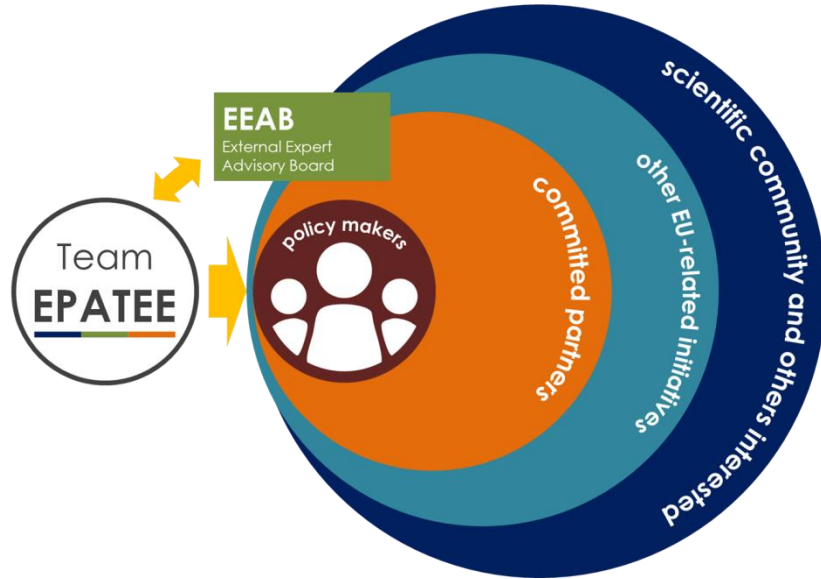 EEAB
External Expert
Advisory Board
Team
EPATEE
policy makers
committed partners
other EU-related initiatives
scientific community and others interested